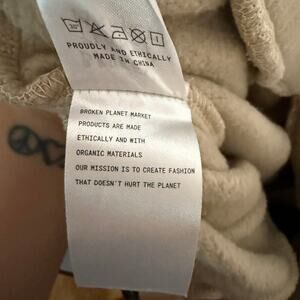 PROUDLY AND ETHICALLY
MADE IN CHINA
BROKEN PLANET MARKET
PRODUCTS ARE MADE
ETHICALLY AND WITH
ORGANIC MATERIALS
OUR MISSION IS TO CREATE FASHION
THAT DOESN'T HURT THE PLANET